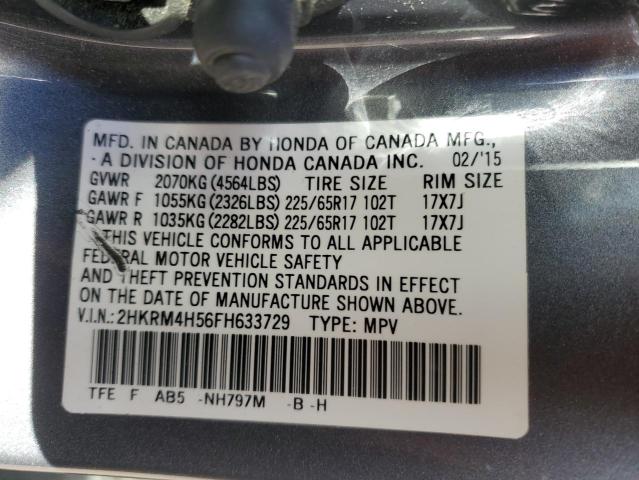 MFD. IN CANADA BY HONDA OF CANADA MFG.,
- A DIVISION OF HONDA CANADA INC. 02/'15
GVWR 2070KG (4564LBS) TIRE SIZE RIM SIZE
GAWR F 1055KG (2326LBS) 225/65R17 102T 17X7J
GAWR R 1035KG (2282LBS) 225/65R17 102T 17X7J
THIS VEHICLE CONFORMS TO ALL APPLICABLE
FEDERAL MOTOR VEHICLE SAFETY
AND THEFT PREVENTION STANDARDS IN EFFECT
ON THE DATE OF MANUFACTURE SHOWN ABOVE.
V.I.N.: 2HKRM4H56FH633729 TYPE: MPV
TFE F AB5 -NH797M -B -H